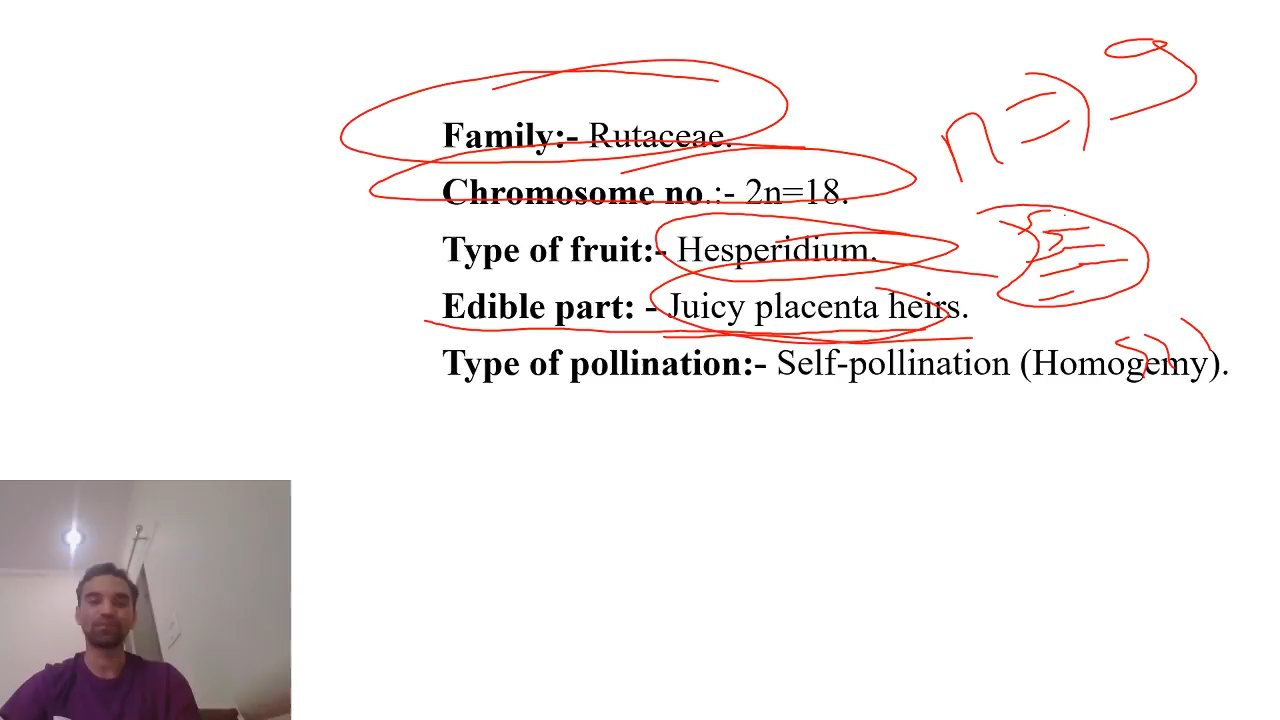 n = 9
Family:- Rutaceae.
Chromosome no.:- 2n=18.
Type of fruit:- Hesperidium.
Edible part: - Juicy placenta heirs.
Type of pollination:- Self-pollination (Homogemy).